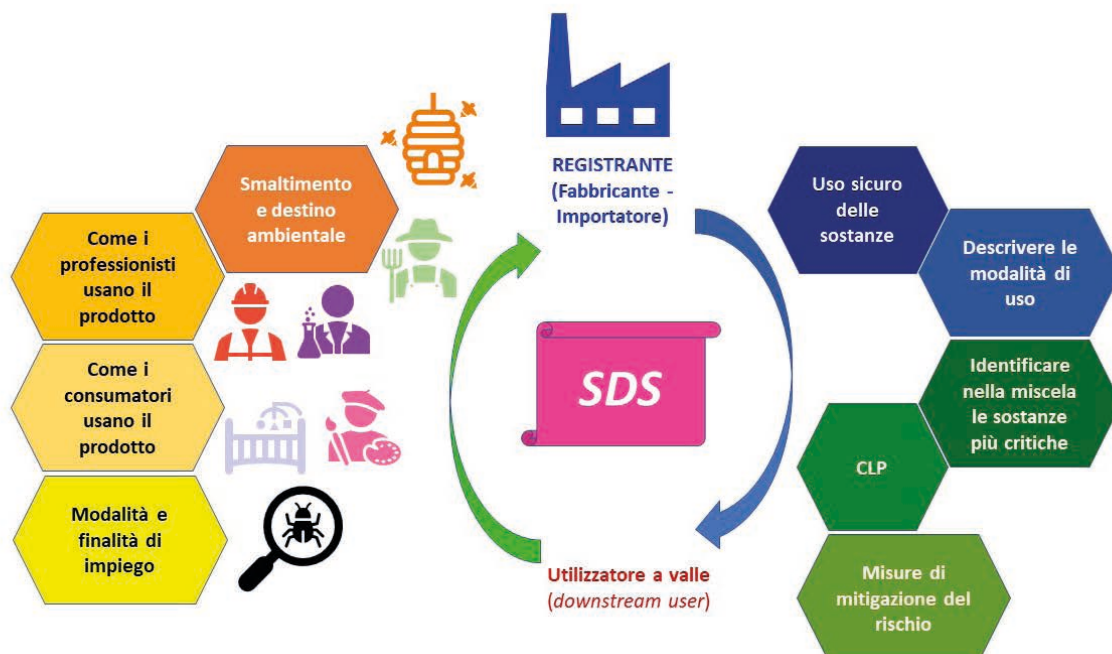 REGISTRANTE
(Fabbricante -
Importatore)
Smaltimento
e destino
ambientale
Come i
professionisti
usano il
prodotto
Come i
consumatori
usano il
prodotto
Modalità e
finalità di
impiego
SDS
Utilizzatore a valle
(downstream user)
Uso sicuro
delle
sostanze
Descrivere le
modalità di
uso
Identificare
nella miscela
le sostanze
più critiche
CLP
Misure di
mitigazione del
rischio